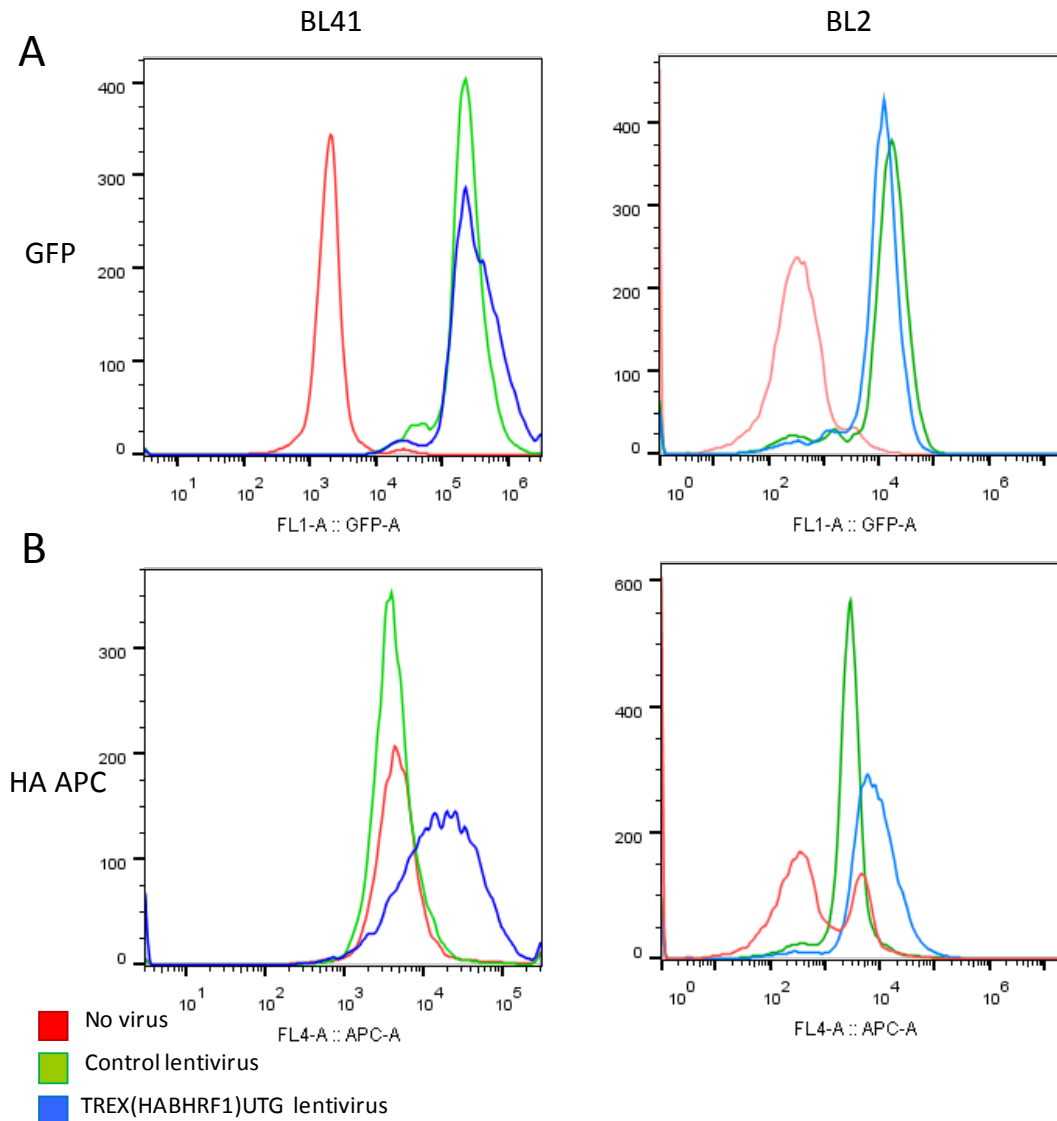 BL41 BL2
A
400
300
200
100
0
10^1 10^2 10^3 10^4 10^5 10^6
FL1-A :: GFP-A
GFP
400
300
200
100
0
10^0 10^2 10^4 10^6
FL1-A :: GFP-A
B
300
200
100
0
10^1 10^2 10^3 10^4 10^5
FL4-A :: APC-A
HA APC
600
400
200
0
10^0 10^2 10^4 10^6
FL4-A :: APC-A
No virus
Control lentivirus
TREX(HABHRF1)UTG lentivirus